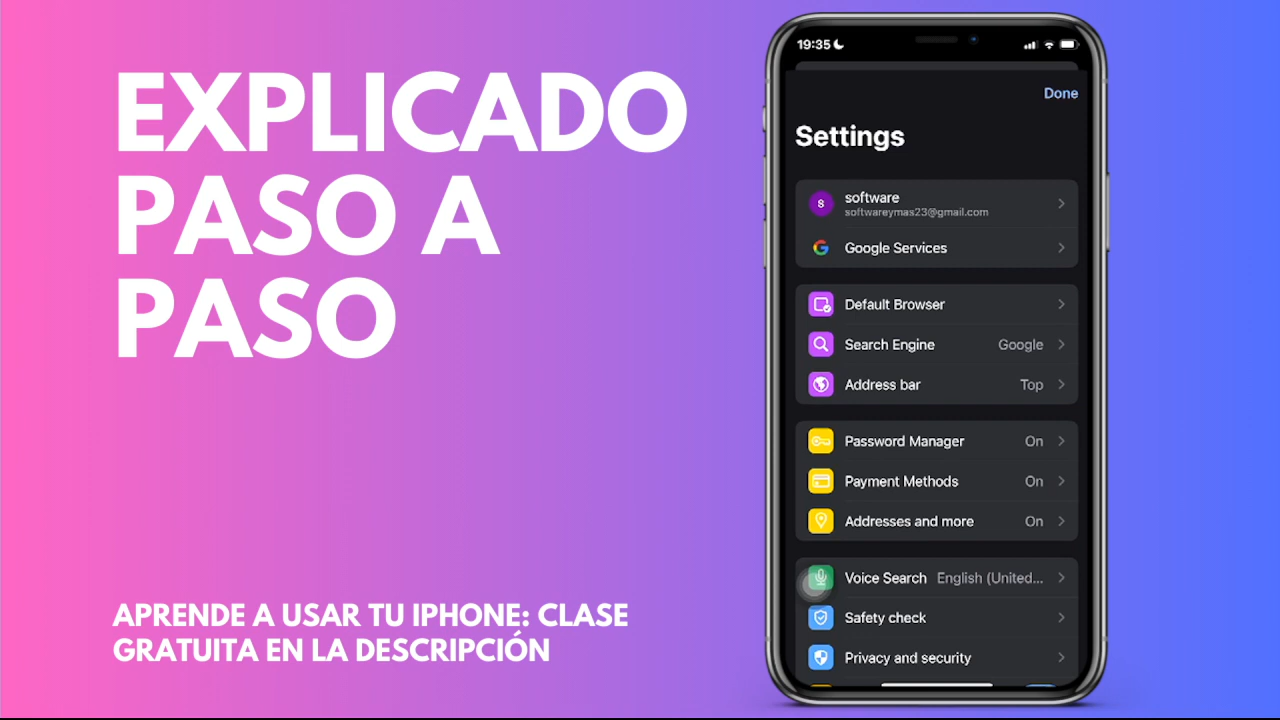 EXPLICADO
PASO A
PASO
APRENDE A USAR TU IPHONE: CLASE
GRATUITA EN LA DESCRIPCIÓN
19:35
Done
Settings
8
software
softwareymas23@gmail.com
Google Services
Default Browser
Search Engine Google
Address bar Top
Password Manager On
Payment Methods On
Addresses and more On
Voice Search English (United...
Safety check
Privacy and security